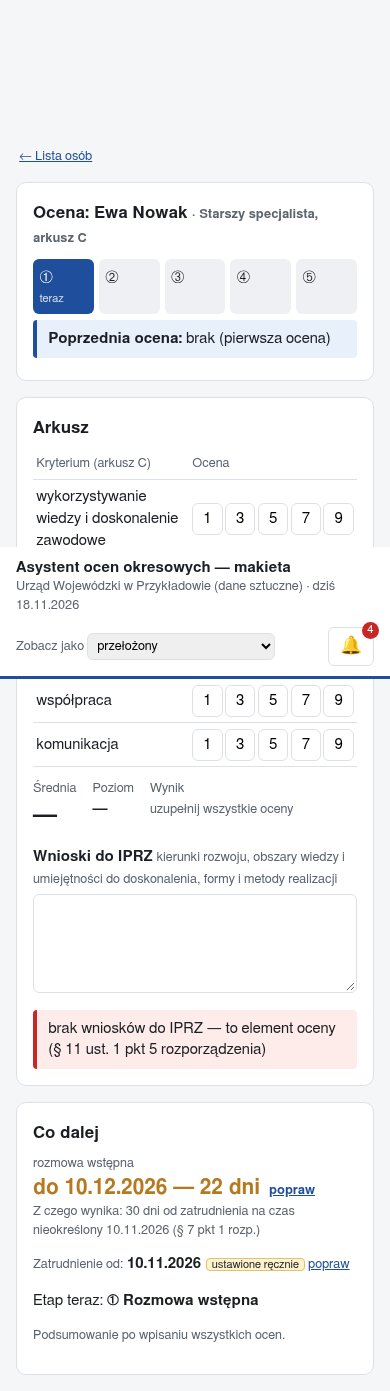 ← Lista osób
Ocena: Ewa Nowak · Starszy specjalista,
arkusz C
① ② ③ ④ ⑤
teraz
Poprzednia ocena: brak (pierwsza ocena)
Arkusz
Kryterium (arkusz C) Ocena
wykorzystywanie
wiedzy i doskonalenie
zawodowe
1 3 5 7 9
Asystent ocen okresowych — makieta
Urząd Wojewódzki w Przykładowie (dane sztuczne) · dziś
18.11.2026
Zobacz jako przełożony
4
współpraca 1 3 5 7 9
komunikacja 1 3 5 7 9
Średnia Poziom Wynik
— — uzupełnij wszystkie oceny
Wnioski do IPRZ kierunki rozwoju, obszary wiedzy i
umiejętności do doskonalenia, formy i metody realizacji
brak wniosków do IPRZ — to element oceny
(§ 11 ust. 1 pkt 5 rozporządzenia)
Co dalej
rozmowa wstępna
do 10.12.2026 — 22 dni popraw
Z czego wynika: 30 dni od zatrudnienia na czas
nieokreślony 10.11.2026 (§ 7 pkt 1 rozp.)
Zatrudnienie od: 10.11.2026 ustawione ręcznie popraw
Etap teraz: ① Rozmowa wstępna
Podsumowanie po wpisaniu wszystkich ocen.